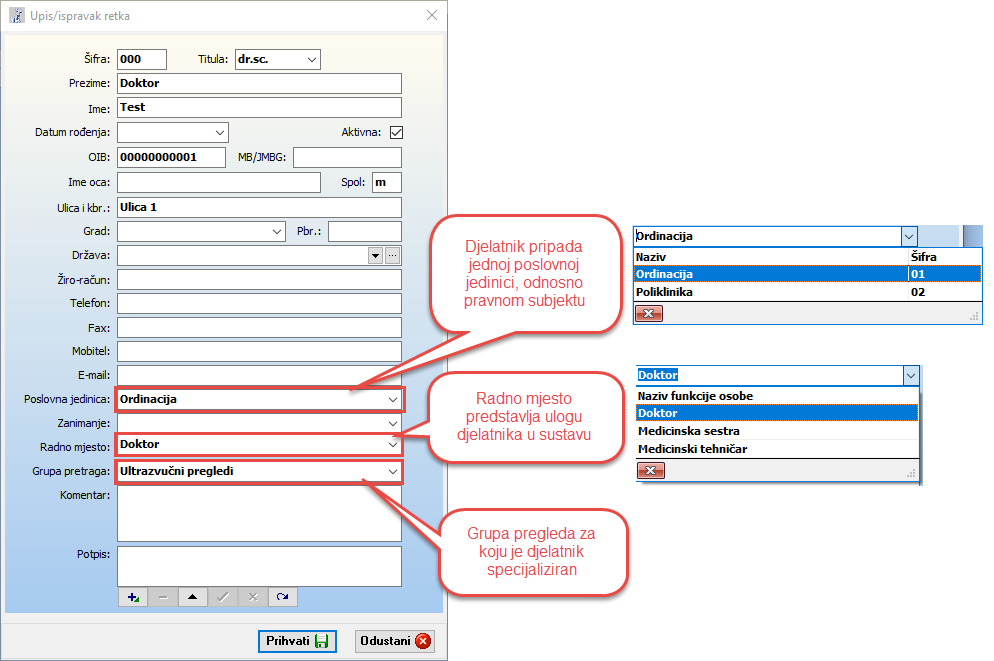 Upis/ispravak retka
Šifra: 000 Titula: dr.sc.
Prezime: Doktor
Ime: Test
Datum rođenja: Aktivna:
OIB: 00000000001 MB/JMBG:
Ime oca: Spol: m
Ulica i kbr.: Ulica 1
Grad: Pbr.:
Država: ...
Žiro-račun:
Telefon:
Fax:
Mobitel:
E-mail:
Poslovna jedinica: Ordinacija
Zanimanje:
Radno mjesto: Doktor
Grupa pretraga: Ultrazvučni pregledi
Komentar:
Potpis:
Prihvati Odustani
Djelatnik pripada
jednoj poslovnoj
jedinici, odnosno
pravnom subjektu
Radno mjesto
predstavlja ulogu
djelatnika u sustavu
Grupa pregleda za
koju je djelatnik
specijaliziran
Ordinacija
Naziv Šifra
Ordinacija 01
Poliklinika 02
Doktor
Naziv funkcije osobe
Doktor
Medicinska sestra
Medicinski tehničar